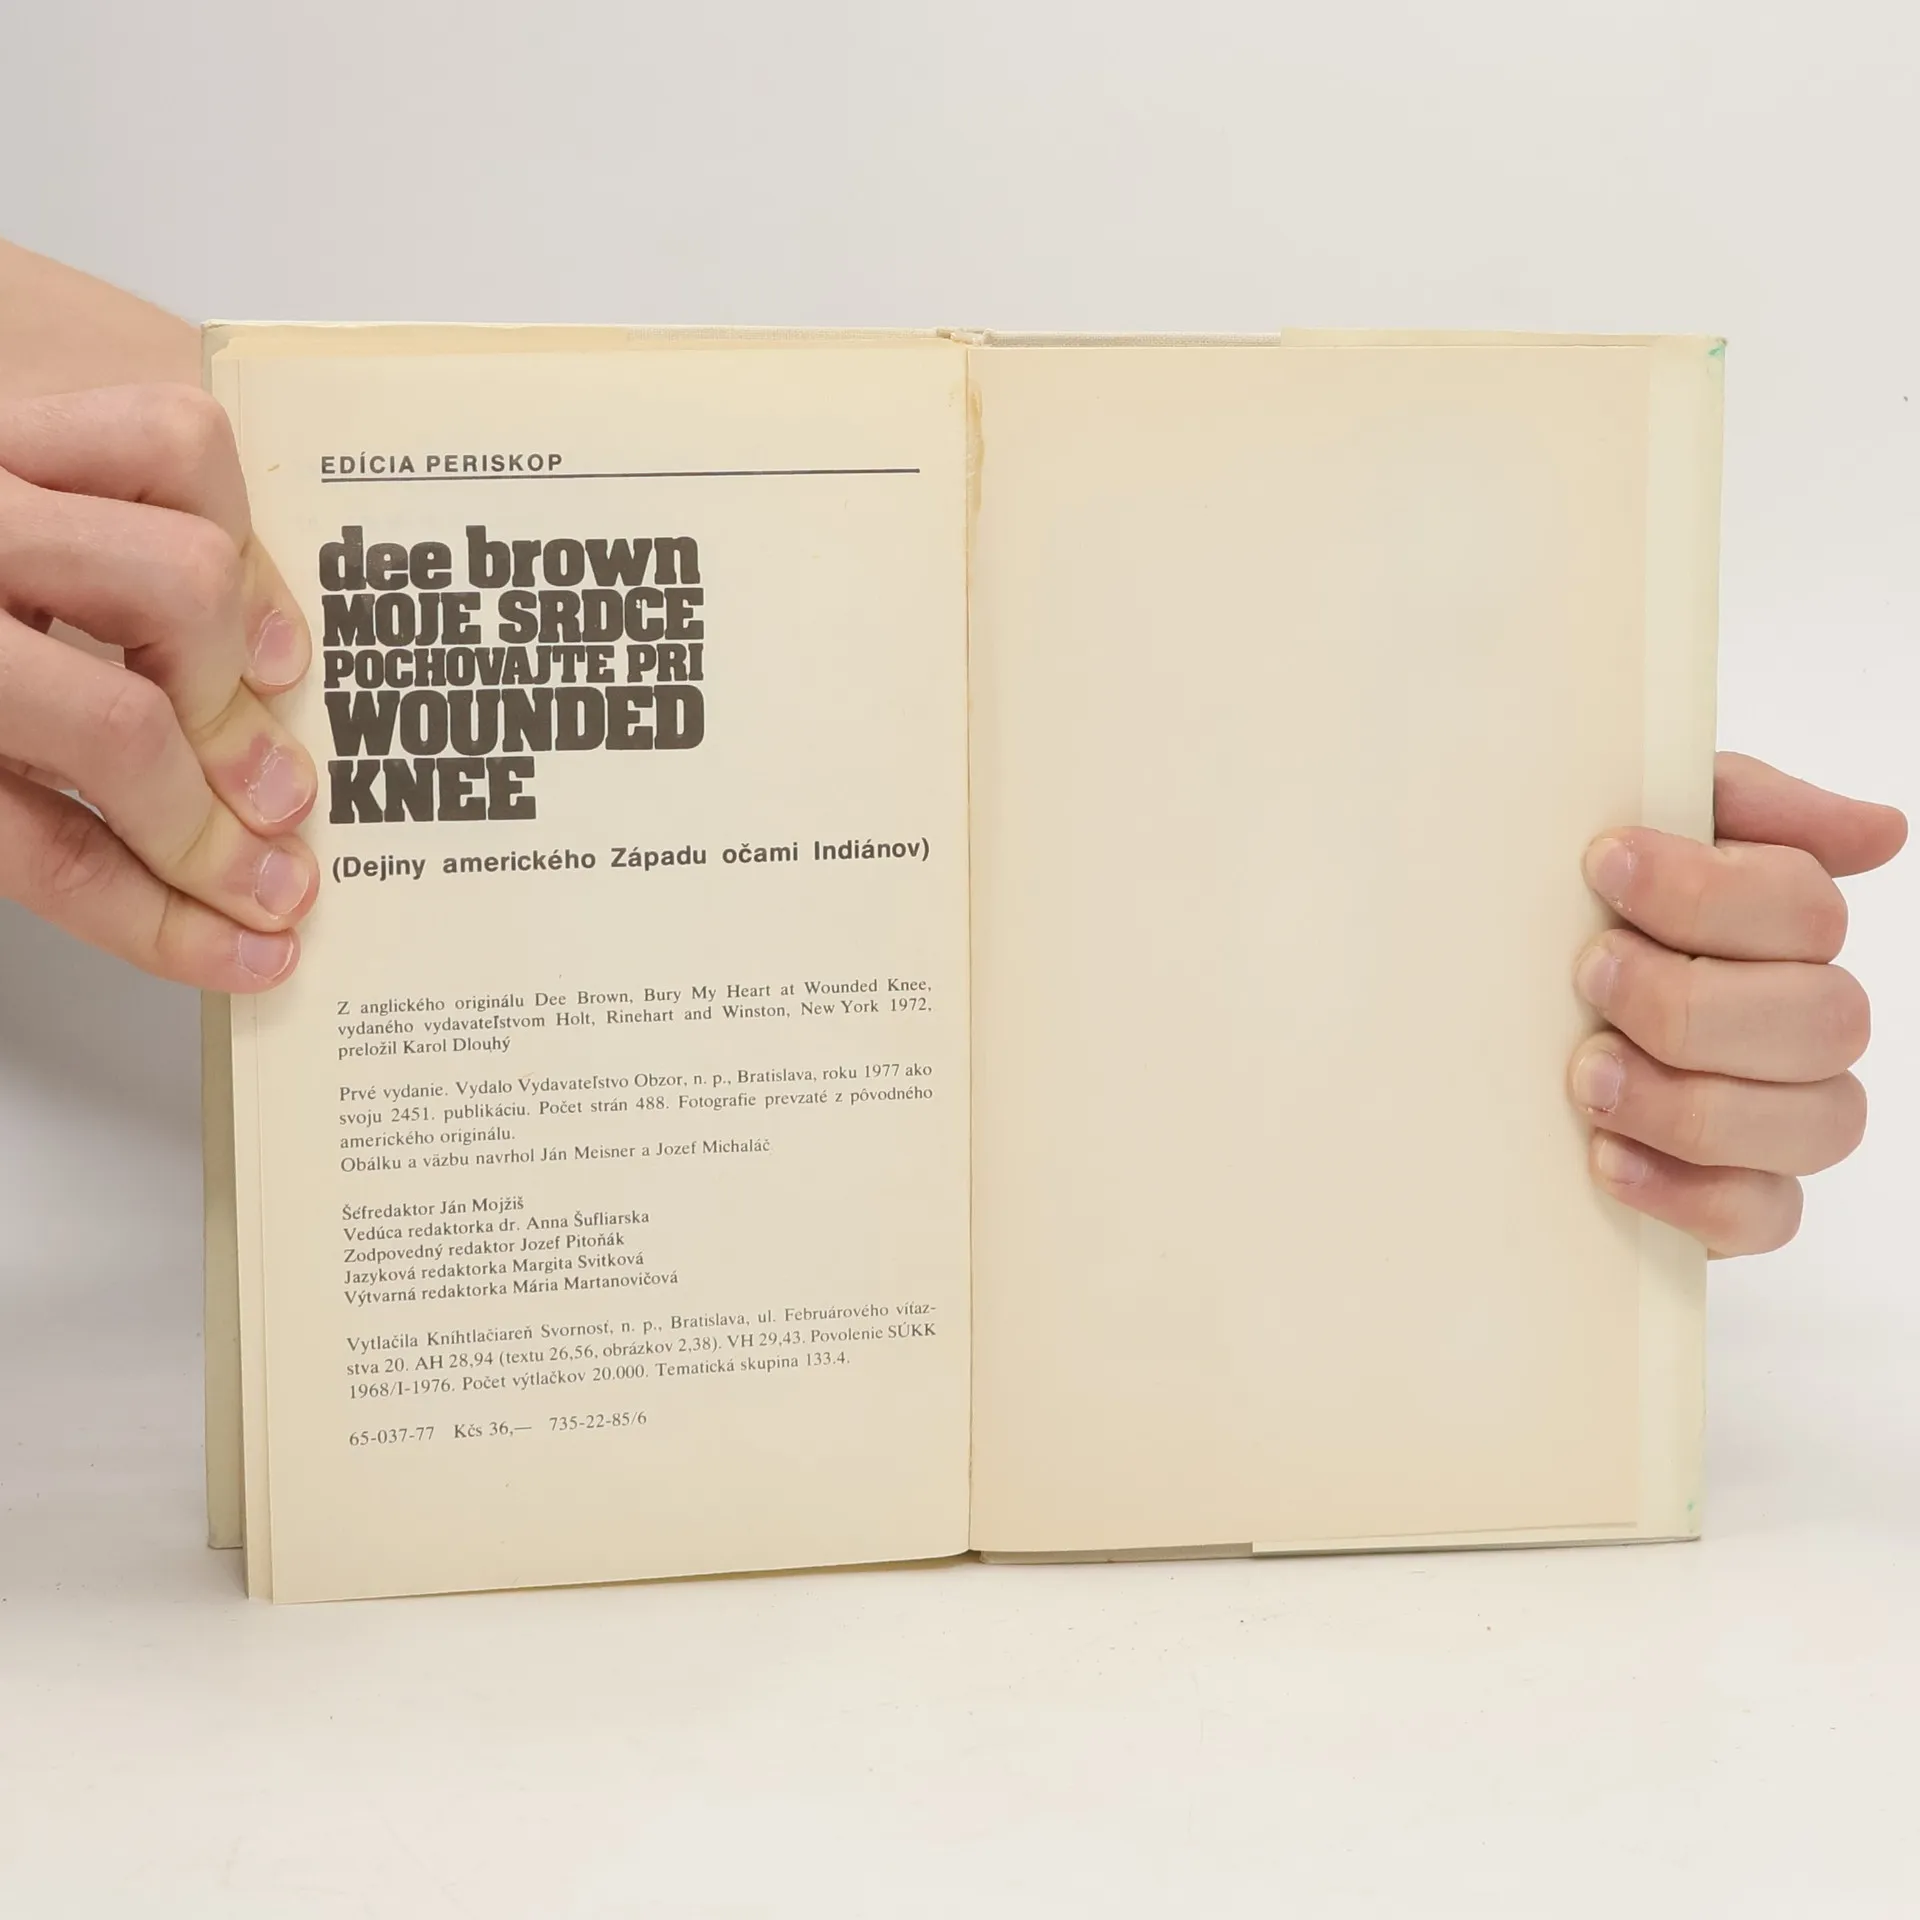 EDÍCIA PERISKOP
dee brown
MOJE SRDCE
POCHOVAJTE PRI
WOUNDED
KNEE
(Dejiny amerického Západu očami Indiánov)
Z anglického originálu Dee Brown, Bury My Heart at Wounded Knee,
vydaného vydavateľstvom Holt, Rinehart and Winston, New York 1972,
preložil Karol Dlouhý
Prvé vydanie. Vydalo Vydavateľstvo Obzor, n. p., Bratislava, roku 1977 ako
svoju 2451. publikáciu. Počet strán 488. Fotografie prevzaté z pôvodného
amerického originálu.
Obálku a väzbu navrhol Ján Meisner a Jozef Michaláč
Šéfredaktor Ján Mojžiš
Vedúca redaktorka dr. Anna Šufliarska
Zodpovedný redaktor Jozef Pitoňák
Jazyková redaktorka Margita Svitková
Výtvarná redaktorka Mária Martanovičová
Vytlačila Kníhtlačiareň Svornosť, n. p., Bratislava, ul. Februárového víťaz-
stva 20. AH 28,94 (textu 26,56, obrázkov 2,38). VH 29,43. Povolenie SÚKK
1968/I-1976. Počet výtlačkov 20.000. Tematická skupina 133.4.
65-037-77 Kčs 36,— 735-22-85/6